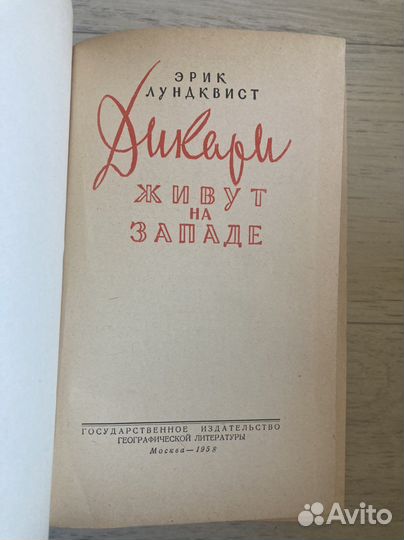 ЭРИК
ЛУНДКВИСТ
Дикари
ЖИВУТ
НА
ЗАПАДЕ
ГОСУДАРСТВЕННОЕ ИЗДАТЕЛЬСТВО
ГЕОГРАФИЧЕСКОЙ ЛИТЕРАТУРЫ
Москва — 1958
Avito